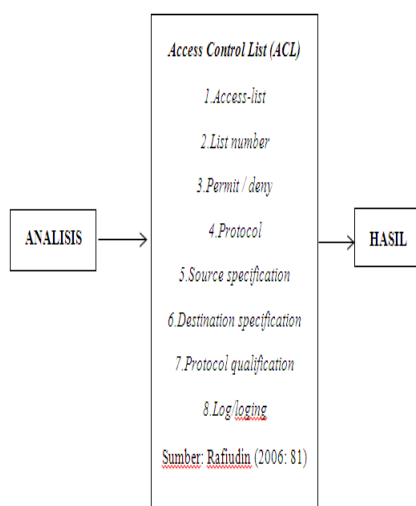 ANALISIS
Access Control List (ACL)
1.Access-list
2.List number
3.Permit / deny
4.Protocol
5.Source specification
6.Destination specification
7.Protocol qualification
8.Log/loging
Sumber: Rafiudin (2006: 81)
HASIL